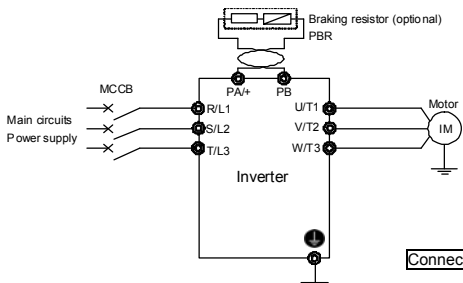 Braking resistor (optional)
PBR
PA/+ PB
MCCB
R/L1 U/T1 Motor
Main circuits S/L2 V/T2 IM
Power supply T/L3 W/T3
Inverter
Connec